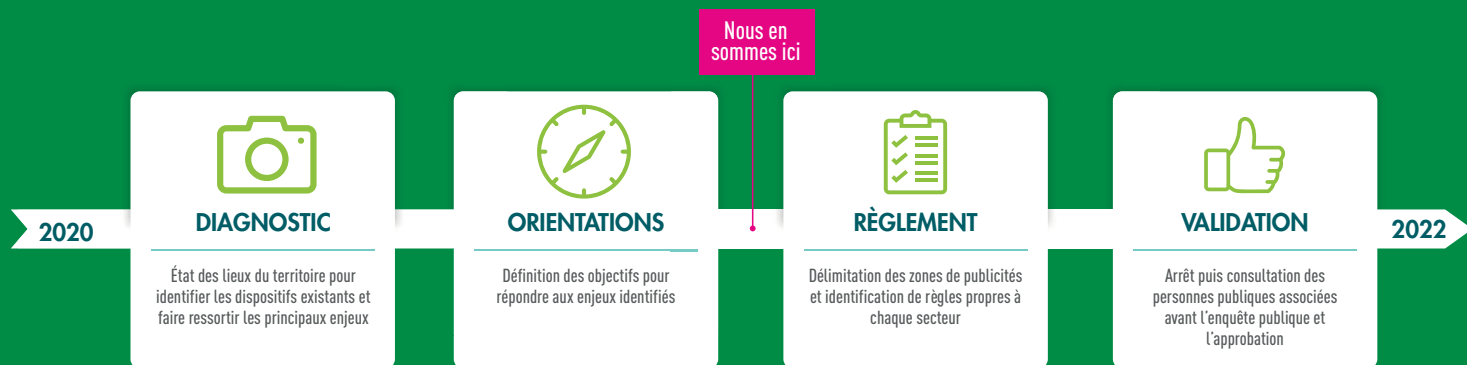 Nous en
sommes ici
2020
DIAGNOSTIC
État des lieux du territoire pour
identifier les dispositifs existants et
faire ressortir les principaux enjeux
ORIENTATIONS
Définition des objectifs pour
répondre aux enjeux identifiés
RÈGLEMENT
Délimitation des zones de publicités
et identification de règles propres à
chaque secteur
VALIDATION
Arrêt puis consultation des
personnes publiques associées
avant l'enquête publique et
l'approbation
2022